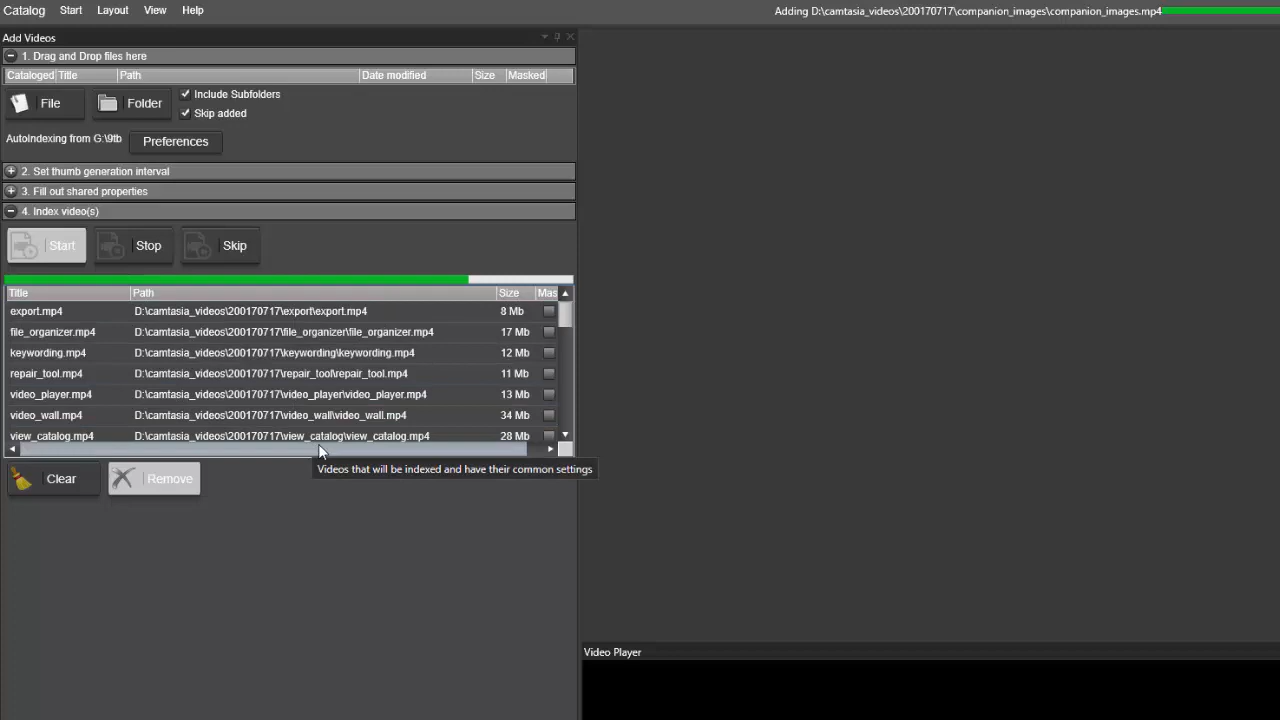 Catalog Start Layout View Help Adding D:\camtasia_videos\200170717\companion_images\companion_images.mp4
Add Videos
1. Drag and Drop files here
Cataloged Title Path Date modified Size Masked
File Folder Include Subfolders
Skip added
AutoIndexing from G:\9tb Preferences
2. Set thumb generation interval
3. Fill out shared properties
4. Index video(s)
Start Stop Skip
Title Path Size Mas
export.mp4 D:\camtasia_videos\200170717\export\export.mp4 8 Mb
file_organizer.mp4 D:\camtasia_videos\200170717\file_organizer\file_organizer.mp4 17 Mb
keywording.mp4 D:\camtasia_videos\200170717\keywording\keywording.mp4 12 Mb
repair_tool.mp4 D:\camtasia_videos\200170717\repair_tool\repair_tool.mp4 11 Mb
video_player.mp4 D:\camtasia_videos\200170717\video_player\video_player.mp4 13 Mb
video_wall.mp4 D:\camtasia_videos\200170717\video_wall\video_wall.mp4 34 Mb
view_catalog.mp4 D:\camtasia_videos\200170717\view_catalog\view_catalog.mp4 28 Mb
Videos that will be indexed and have their common settings
Clear Remove
Video Player